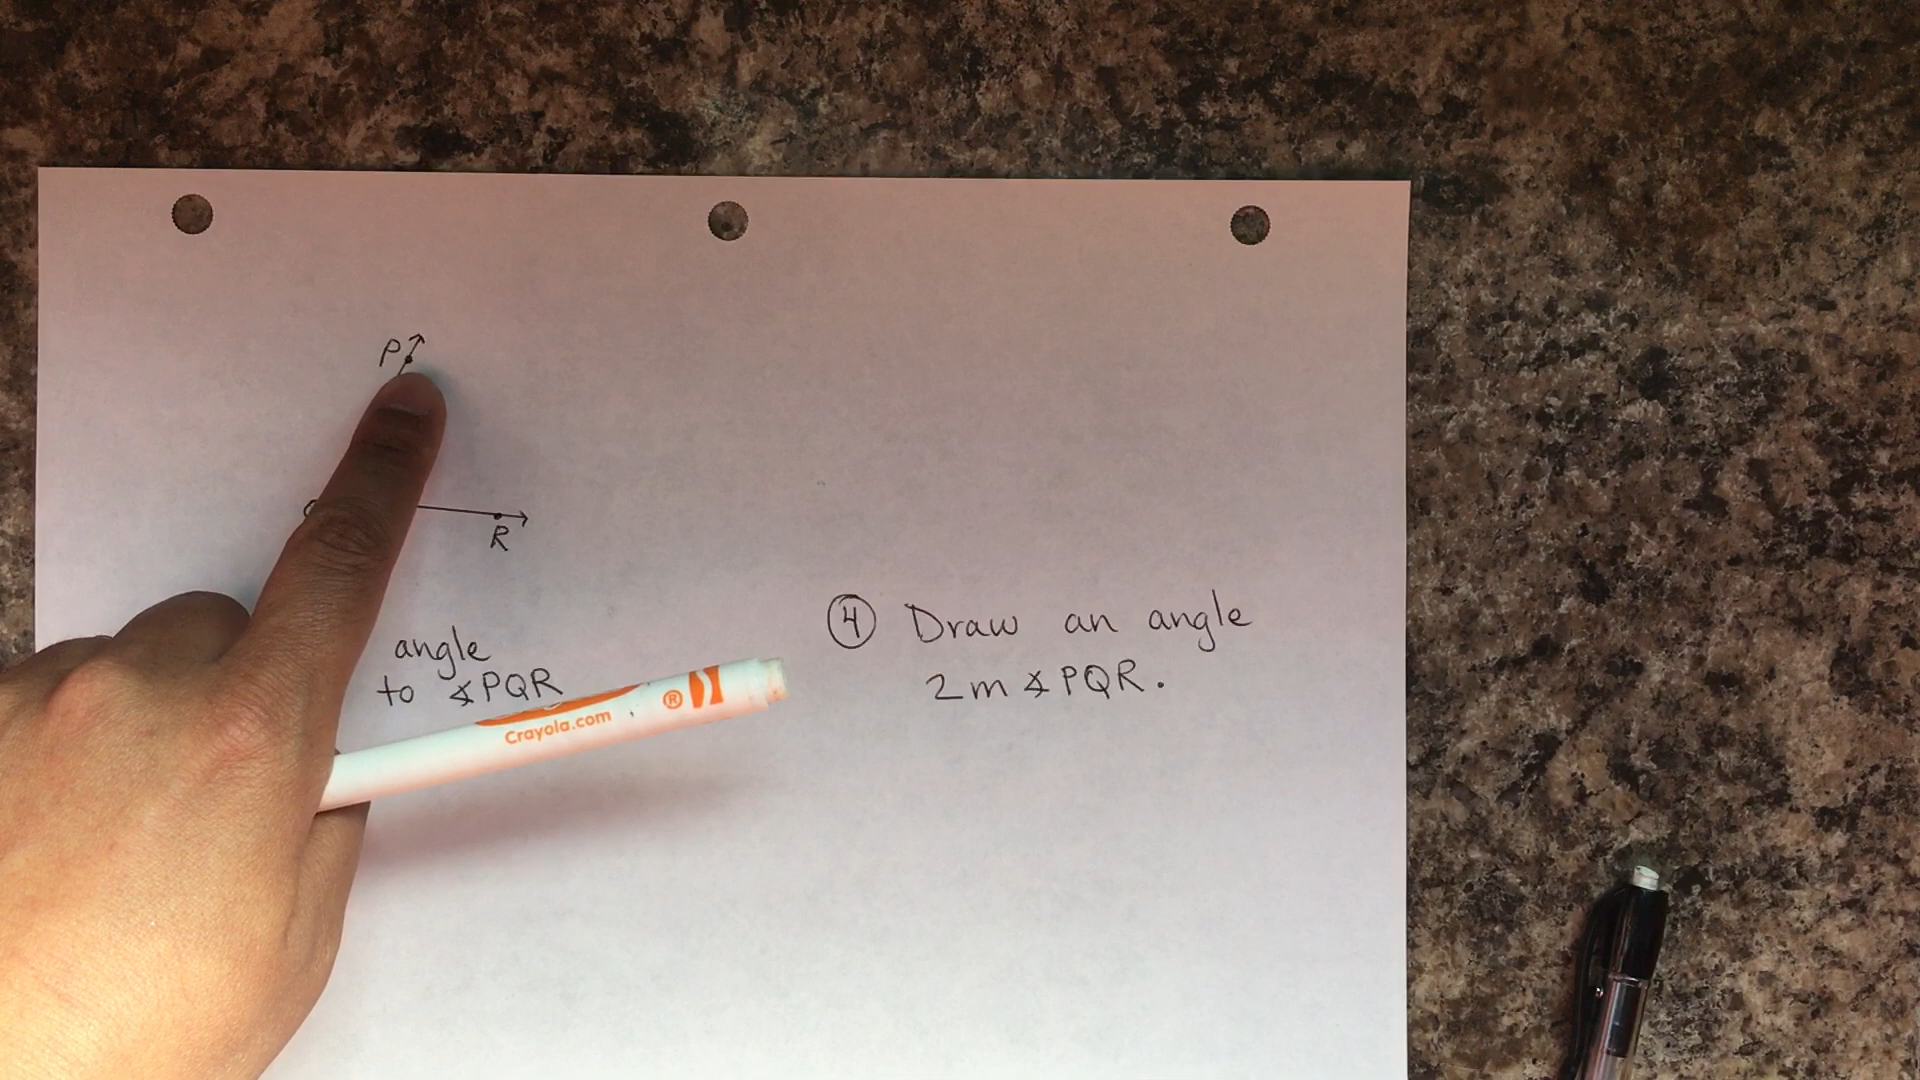 P
R
angle
to ∡PQR
Crayola.com ®
④ Draw an angle
2m∡PQR.